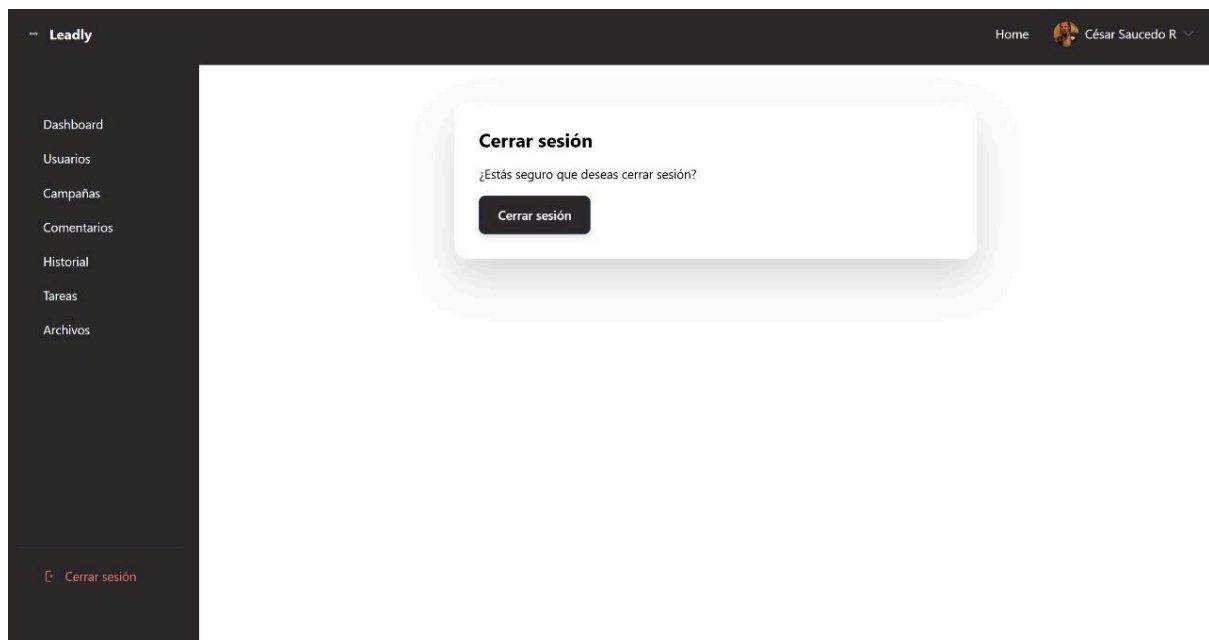 Leadly
Home
César Saucedo R
Dashboard
Usuarios
Campañas
Comentarios
Historial
Tareas
Archivos
Cerrar sesión
Cerrar sesión
¿Estás seguro que deseas cerrar sesión?
Cerrar sesión